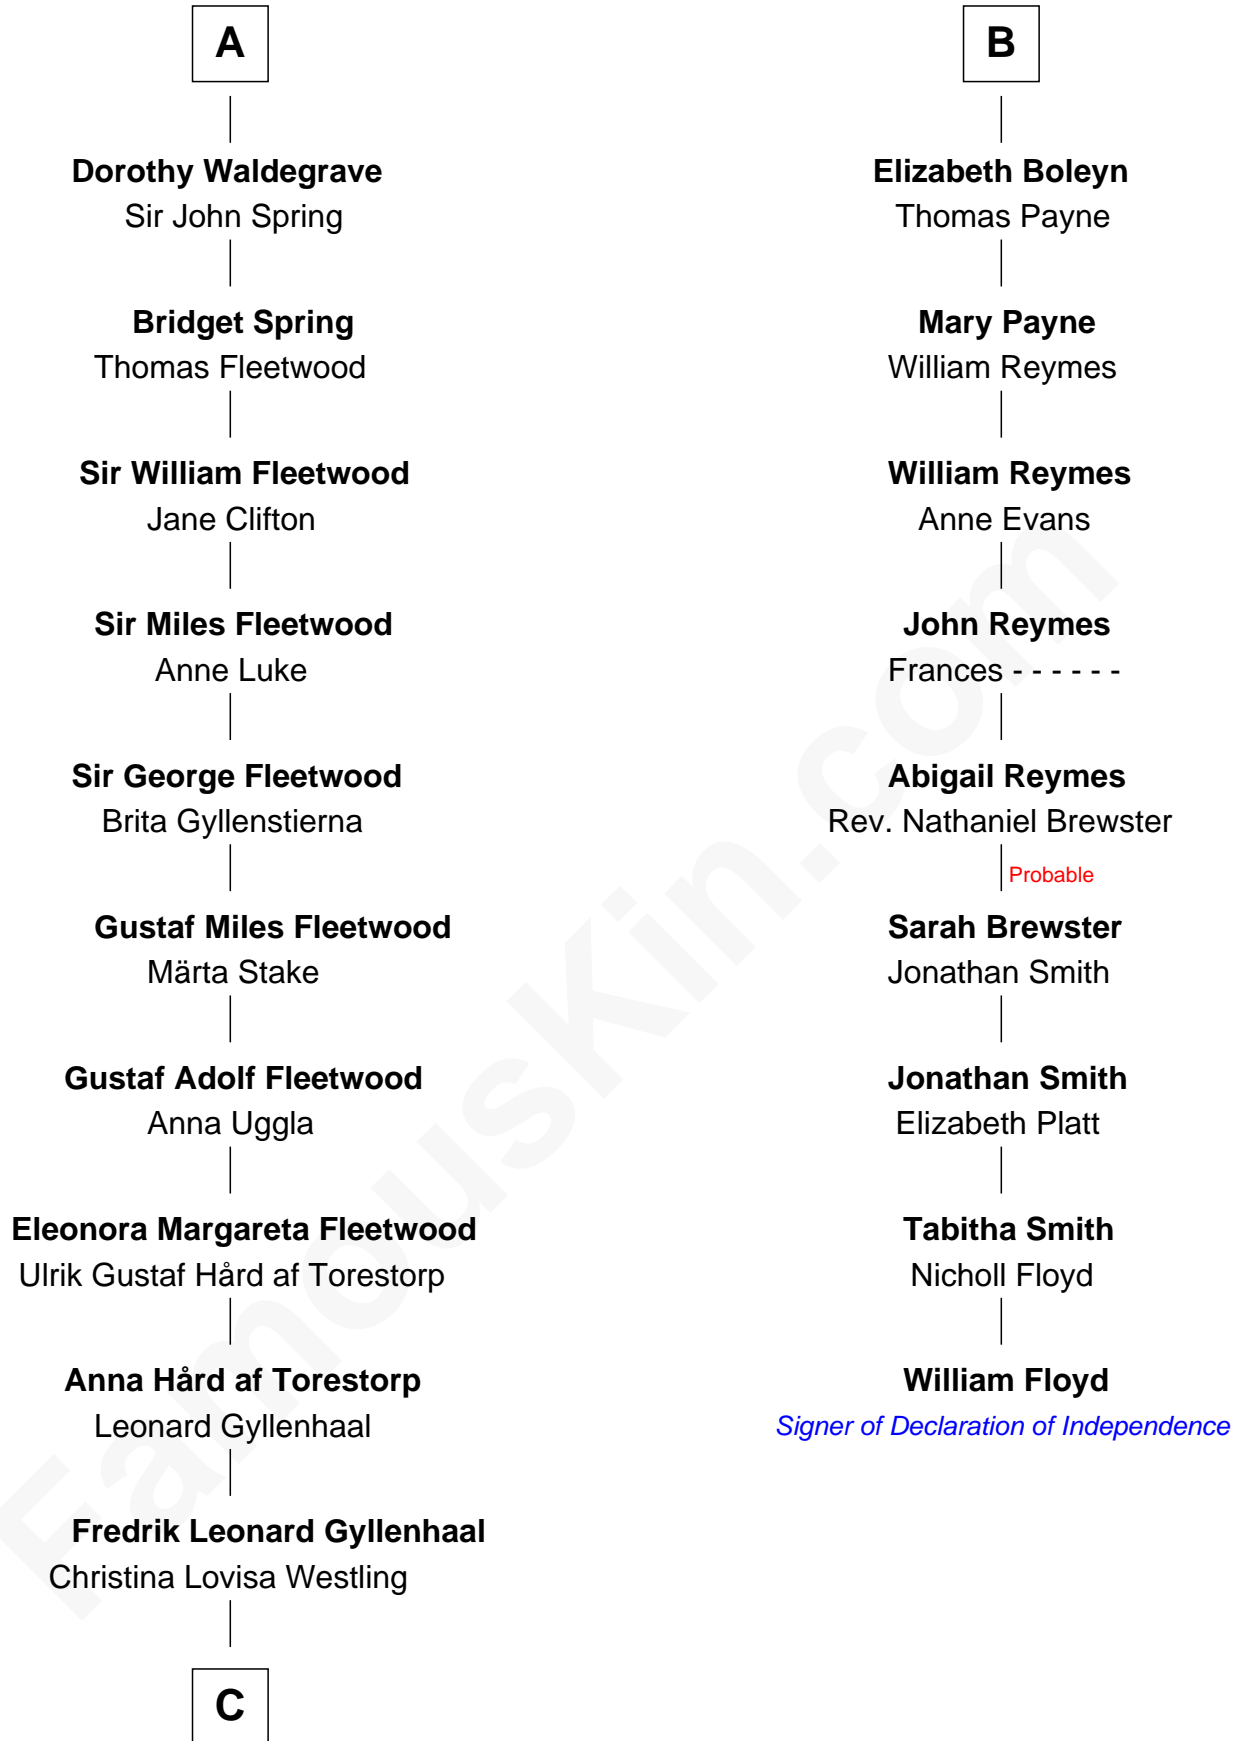 A
Dorothy Waldegrave
Sir John Spring
Bridget Spring
Thomas Fleetwood
Sir William Fleetwood
Jane Clifton
Sir Miles Fleetwood
Anne Luke
Sir George Fleetwood
Brita Gyllenstierna
Gustaf Miles Fleetwood
Märta Stake
Gustaf Adolf Fleetwood
Anna Uggla
Eleonora Margareta Fleetwood
Ulrik Gustaf Hård af Torestorp
Anna Hård af Torestorp
Leonard Gyllenhaal
Fredrik Leonard Gyllenhaal
Christina Lovisa Westling
C
B
Elizabeth Boleyn
Thomas Payne
Mary Payne
William Reymes
William Reymes
Anne Evans
John Reymes
Frances - - - - - -
Abigail Reymes
Rev. Nathaniel Brewster
Probable
Sarah Brewster
Jonathan Smith
Jonathan Smith
Elizabeth Platt
Tabitha Smith
Nicholl Floyd
William Floyd
Signer of Declaration of Independence
FamousKin.com